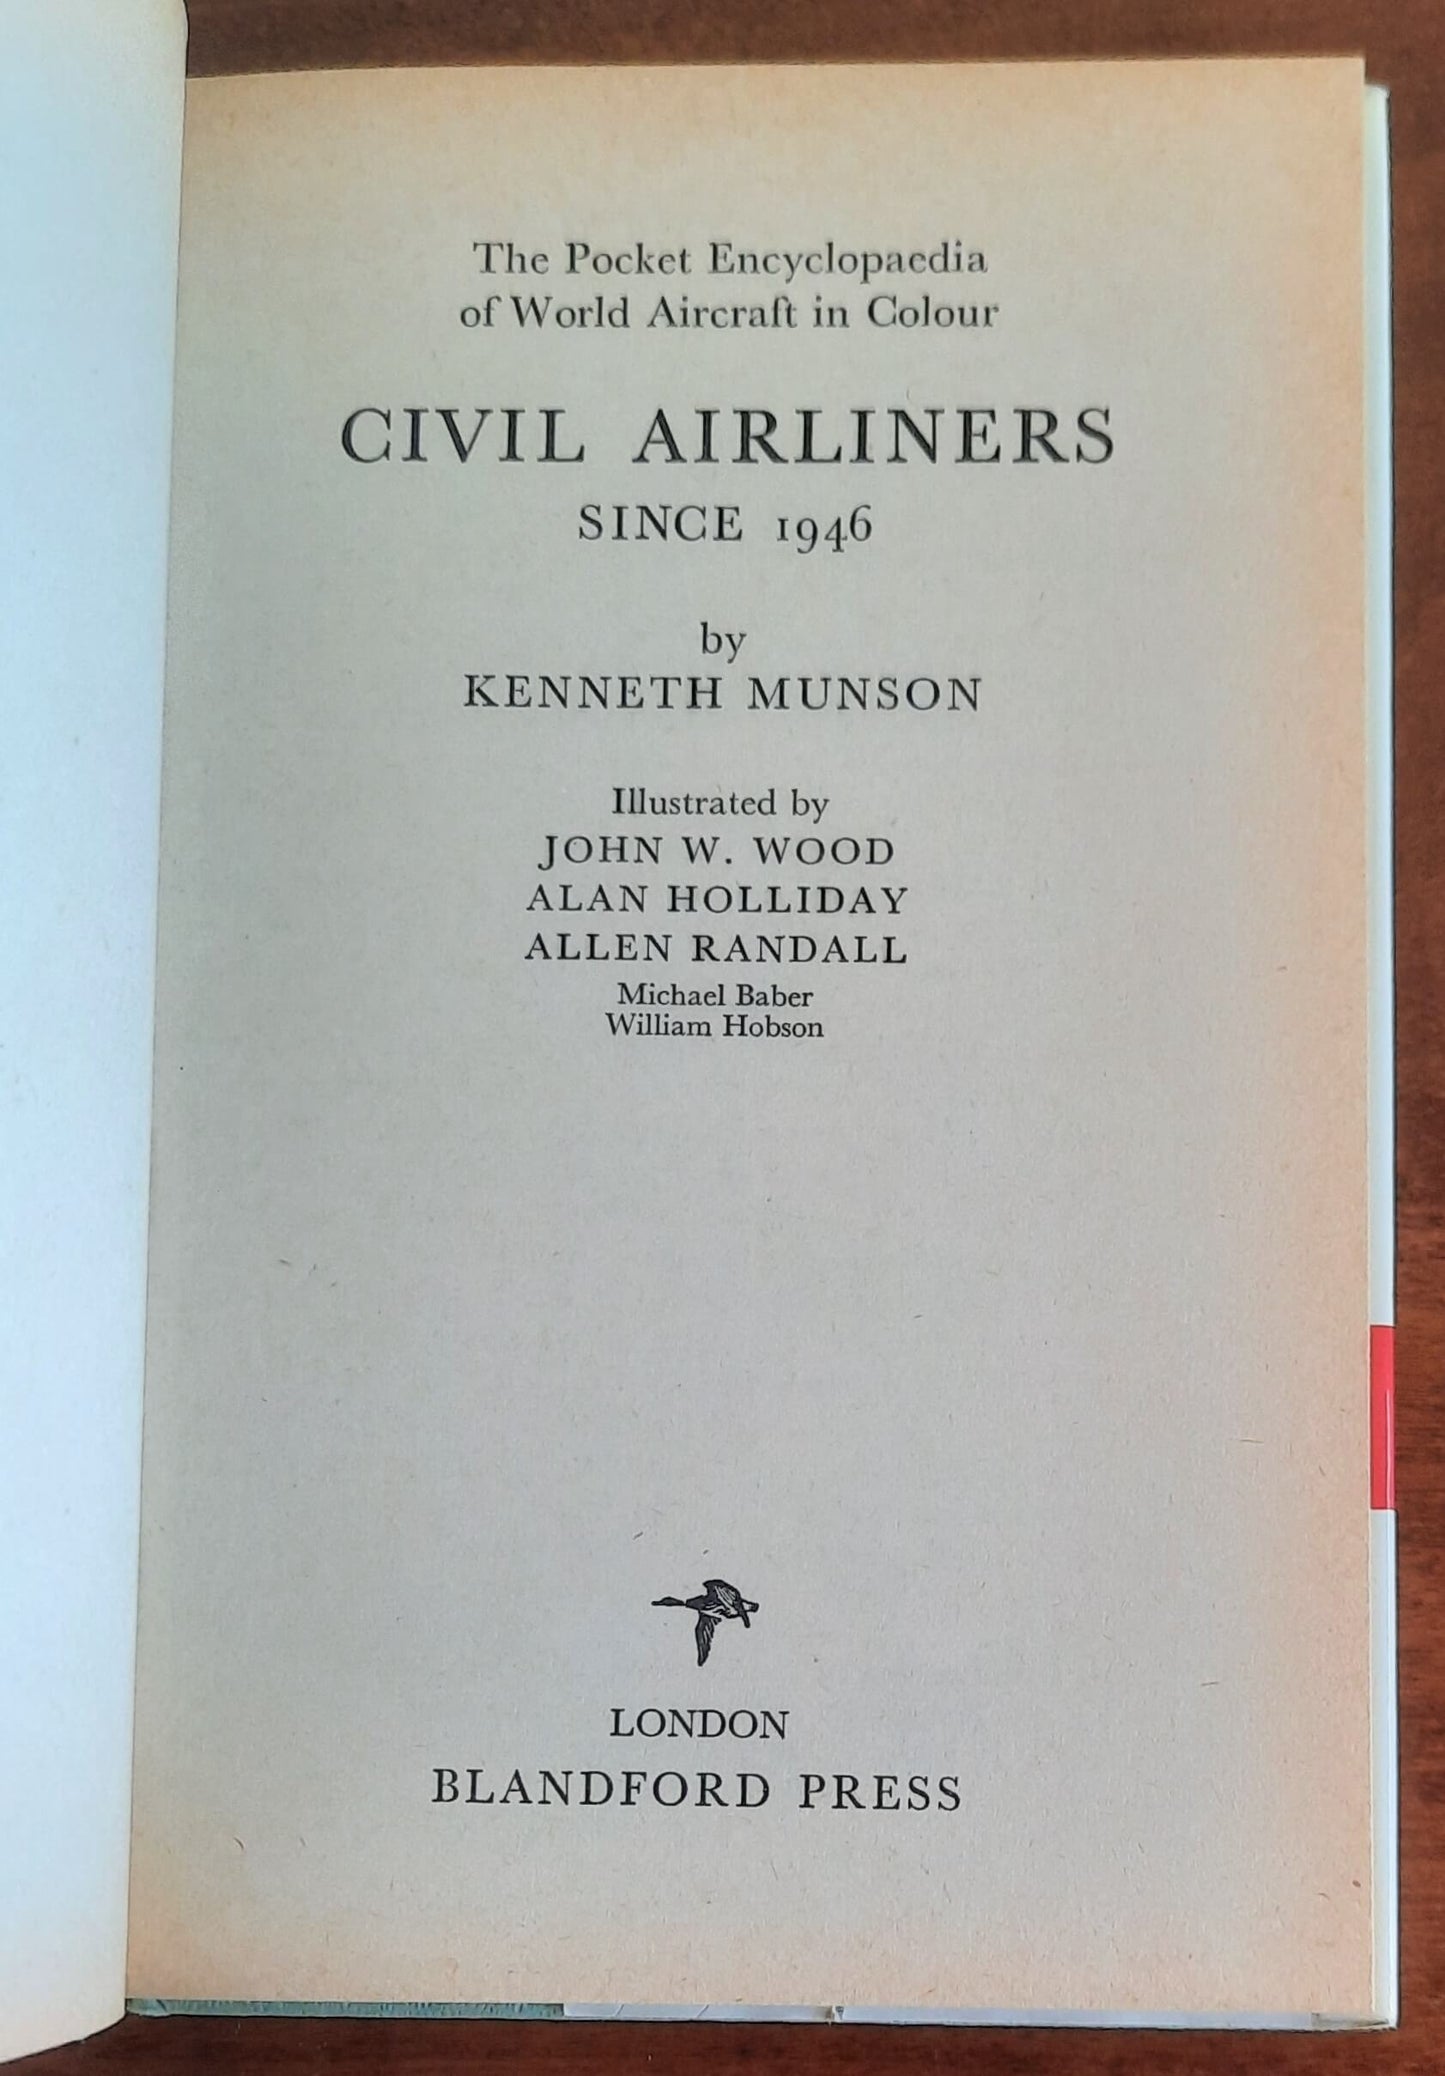 The Pocket Encyclopaedia
of World Aircraft in Colour
CIVIL AIRLINERS
SINCE 1946
by
KENNETH MUNSON
Illustrated by
JOHN W. WOOD
ALAN HOLLIDAY
ALLEN RANDALL
Michael Baber
William Hobson
LONDON
BLANDFORD PRESS